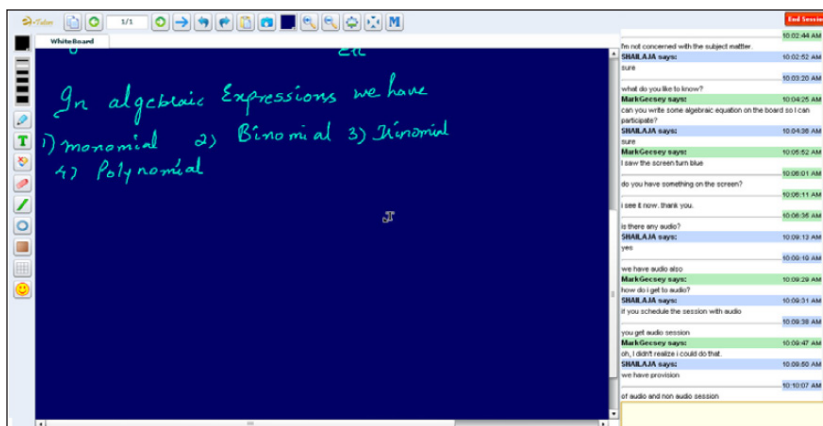 1/1
M
End Session
WhiteBoard
In algebraic Expressions we have
1) monomial 2) Binomial 3) Trinomial
4) Polynomial
T
10:02:44 AM
I'm not concerned with the subject mattter.
SHAILAJA says: 10:02:52 AM
sure
10:03:20 AM
what do you like to know?
MarkGecsey says: 10:04:25 AM
can you write some algebraic equation on the board so I can
participate?
SHAILAJA says: 10:04:36 AM
sure
MarkGecsey says: 10:05:52 AM
I saw the screen turn blue
10:06:01 AM
do you have something on the screen?
10:06:11 AM
i see it now. thank you.
10:06:35 AM
is there any audio?
SHAILAJA says: 10:09:13 AM
yes
10:09:19 AM
we have audio also
MarkGecsey says: 10:09:29 AM
how do i get to audio?
SHAILAJA says: 10:09:31 AM
If you schedule the session with audio
10:09:38 AM
you get audio session
MarkGecsey says: 10:09:47 AM
oh, I didn't realize i could do that.
SHAILAJA says: 10:09:50 AM
we have provision
10:10:07 AM
of audio and non audio session